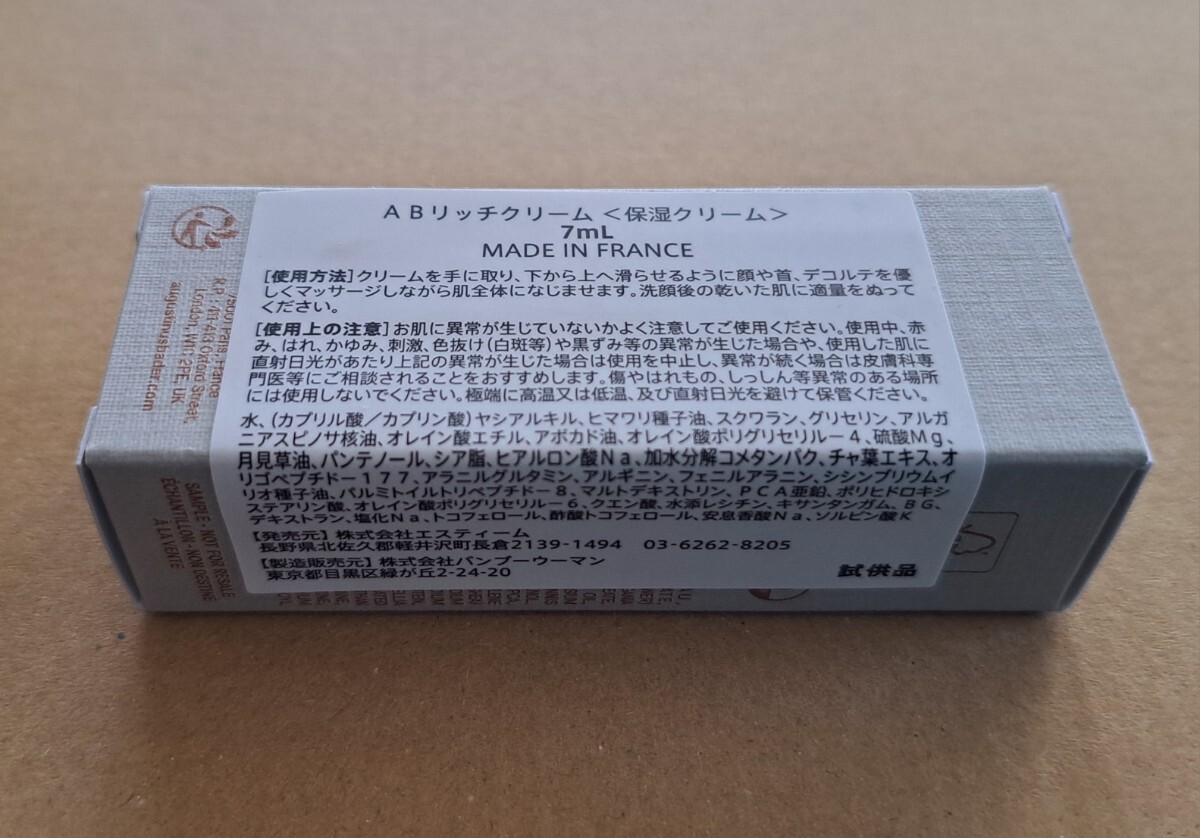 ABリッチクリーム <保湿クリーム>
7mL
MADE IN FRANCE
[使用方法]クリームを手に取り、下から上へ滑らせるように顔や首、デコルテを優
しくマッサージしながら肌全体になじませます。洗顔後の乾いた肌に適量をぬって
ください。
[使用上の注意]お肌に異常が生じていないかよく注意してご使用ください。使用中、赤
み、はれ、かゆみ、刺激、色抜け(白斑等)や黒ずみ等の異常が生じた場合や、使用した肌に
直射日光があたり上記の異常が生じた場合は使用を中止し、異常が続く場合は皮膚科専
門医等にご相談されることをおすすめします。傷やはれもの、しっしん等異常のある場所
には使用しないでください。極端に高温又は低温、及び直射日光を避けて保管ください。
水、(カプリル酸/カプリン酸)ヤシアルキル、ヒマワリ種子油、スクワラン、グリセリン、アルガ
ニアスピノサ核油、オレイン酸エチル、アボカド油、オレイン酸ポリグリセリル-4、硫酸Mg、
月見草油、パンテノール、シア脂、ヒアルロン酸Na、加水分解コメタンパク、チャ葉エキス、オ
リゴペプチド-177、アラニルグルタミン、アルギニン、フェニルアラニン、シシンブリウムイ
リオ種子油、パルミトイルトリペプチド-8、マルトデキストリン、PCA亜鉛、ポリヒドロキシ
ステアリン酸、オレイン酸ポリグリセリル-6、クエン酸、水添レシチン、キサンタンガム、BG、
デキストラン、塩化Na、トコフェロール、酢酸トコフェロール、安息香酸Na、ソルビン酸K
[発売元] 株式会社エスティーム
長野県北佐久郡軽井沢町長倉2139-1494 03-6262-8205
[製造販売元] 株式会社バンブーウーマン
東京都目黒区緑が丘2-24-20
試供品
75001 Paris, France
R.P.: 41-43 Oxford Street,
London, W1D 2FE, UK
augustinusbader.com
SAMPLE - NOT FOR RESALE
ÉCHANTILLON - NON DESTINÉ
À LA VENTE